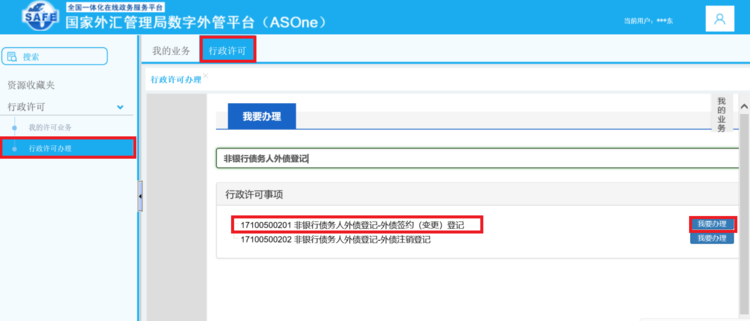 全国一体化在线政务服务平台
SAFE
国家外汇管理局数字外管平台（ASOne）
当前用户：***东
搜索
我的业务
行政许可
资源收藏夹
行政许可办理
行政许可
我的许可业务
行政许可办理
我要办理
我的业务
非银行债务人外债登记
行政许可事项
17100500201 非银行债务人外债登记-外债签约（变更）登记
我要办理
17100500202 非银行债务人外债登记-外债注销登记
我要办理